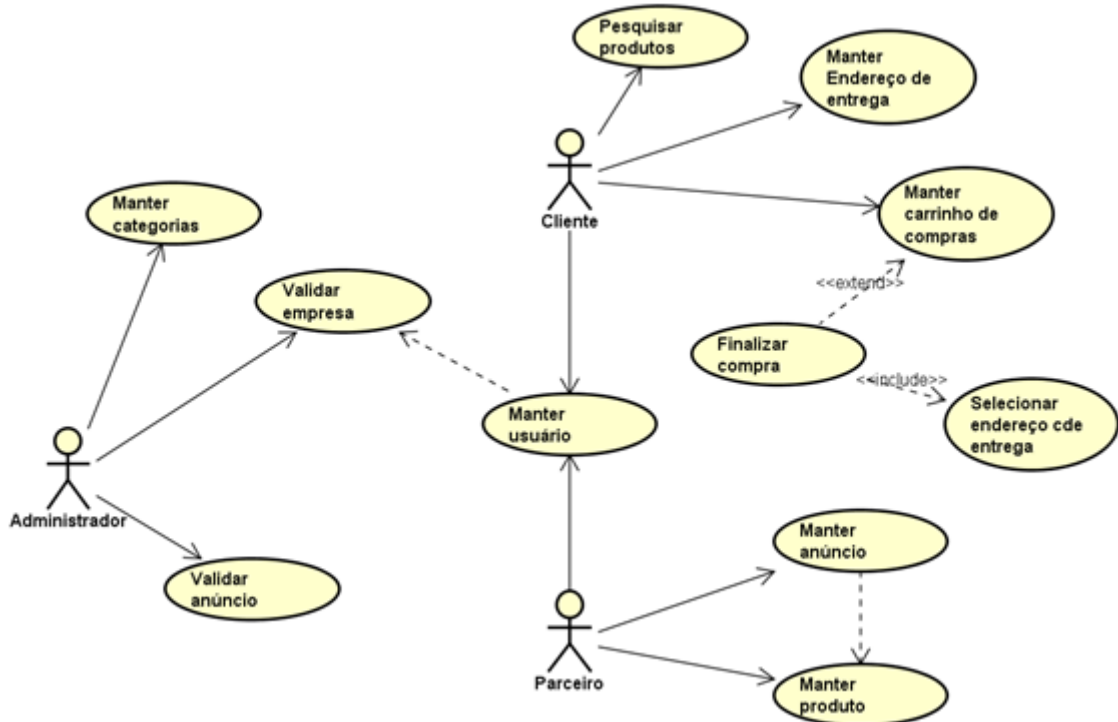 Pesquisar
produtos
Manter
Endereço de
entrega
Cliente
Manter
carrinho de
compras
Manter
categorias
<<extend>>
Validar
empresa
Finalizar
compra
<<include>>
Manter
usuário
Selecionar
endereço cde
entrega
Administrador
Manter
anúncio
Validar
anúncio
Parceiro
Manter
produto